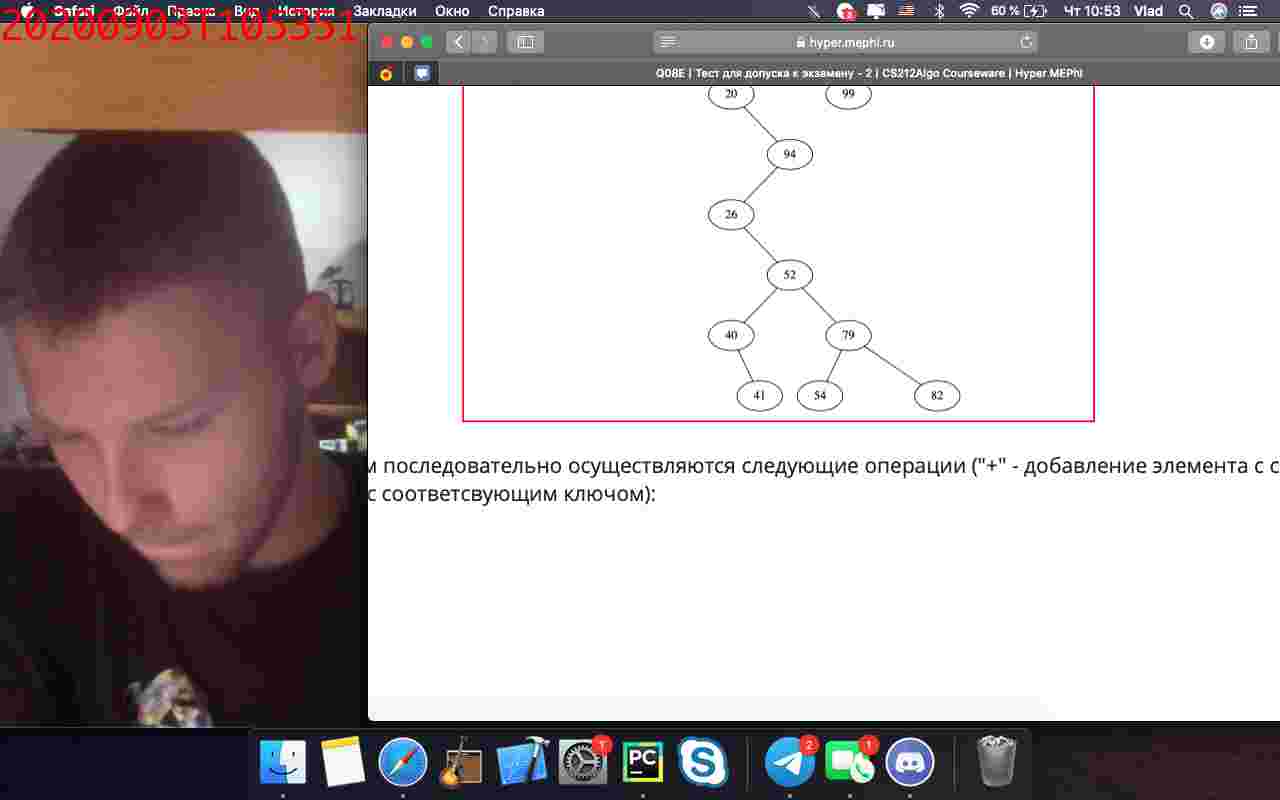 Safari Файл Правка Вид История Закладки Окно Справка 60 % Чт 10:53 Vlad
20200903T105351
hyper.mephi.ru
Q08E | Тест для допуска к экзамену - 2 | CS212Algo Courseware | Hyper.MEPhI
20 99
94
26
52
40 79
41 54 82
м последовательно осуществляются следующие операции ("+" - добавление элемента с с
с соответсвующим ключом):
PC
2
1